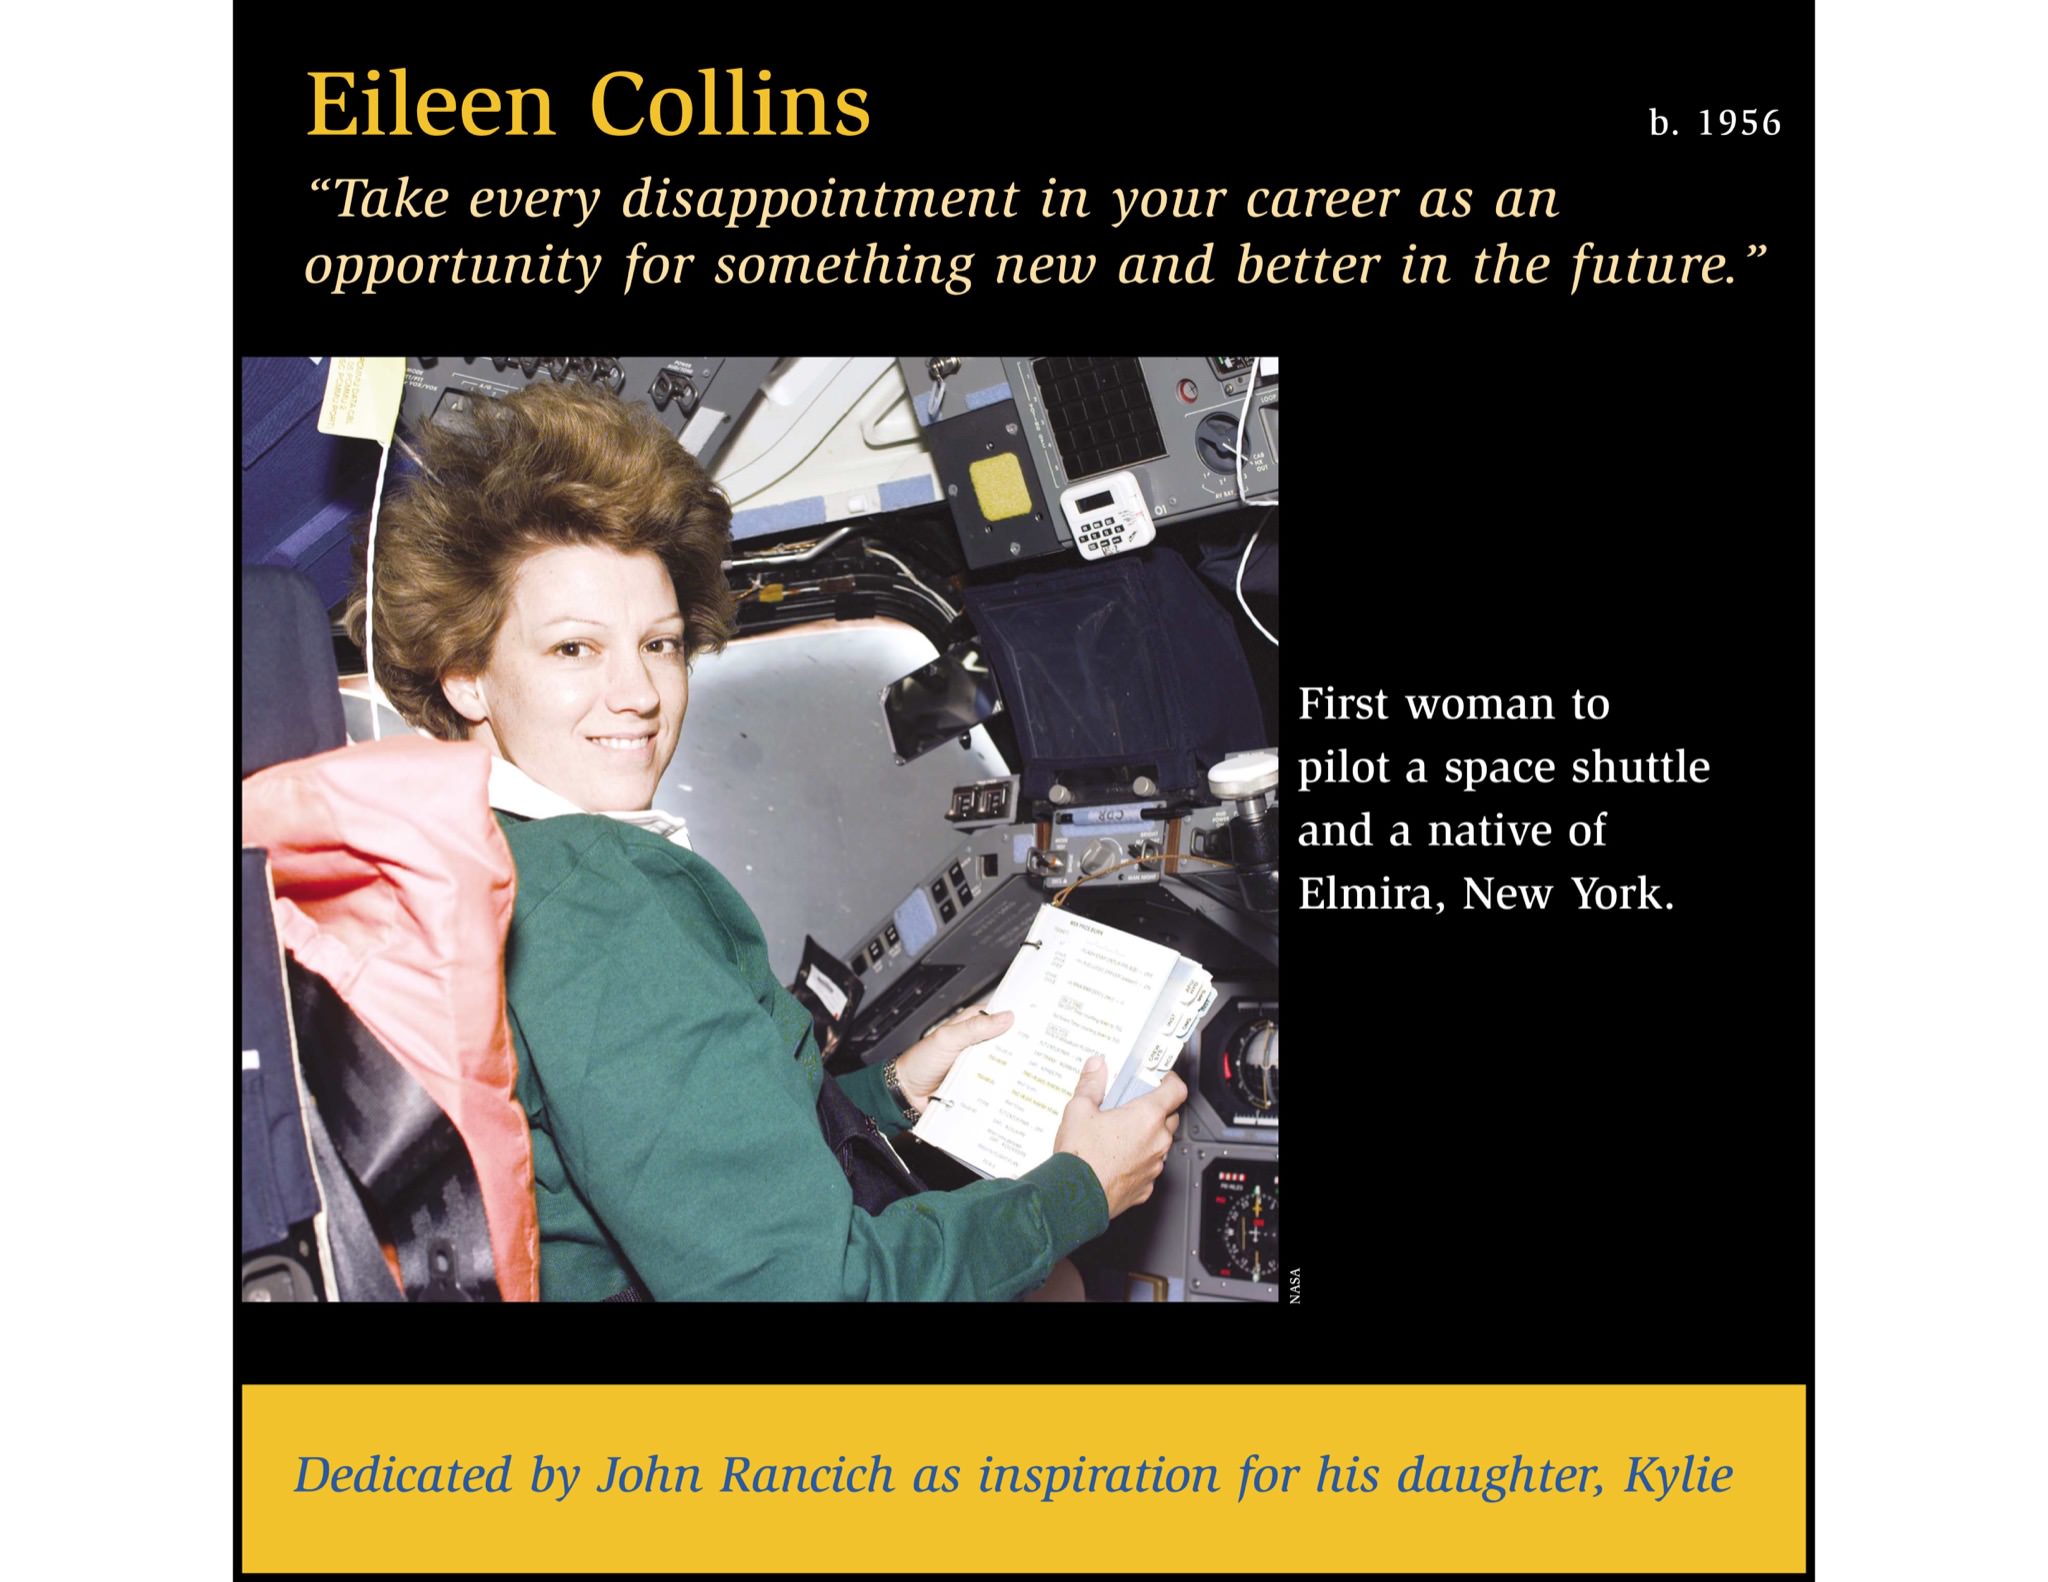 Eileen Collins
b. 1956
“Take every disappointment in your career as an
opportunity for something new and better in the future.”
First woman to
pilot a space shuttle
and a native of
Elmira, New York.
NASA
Dedicated by John Rancich as inspiration for his daughter, Kylie